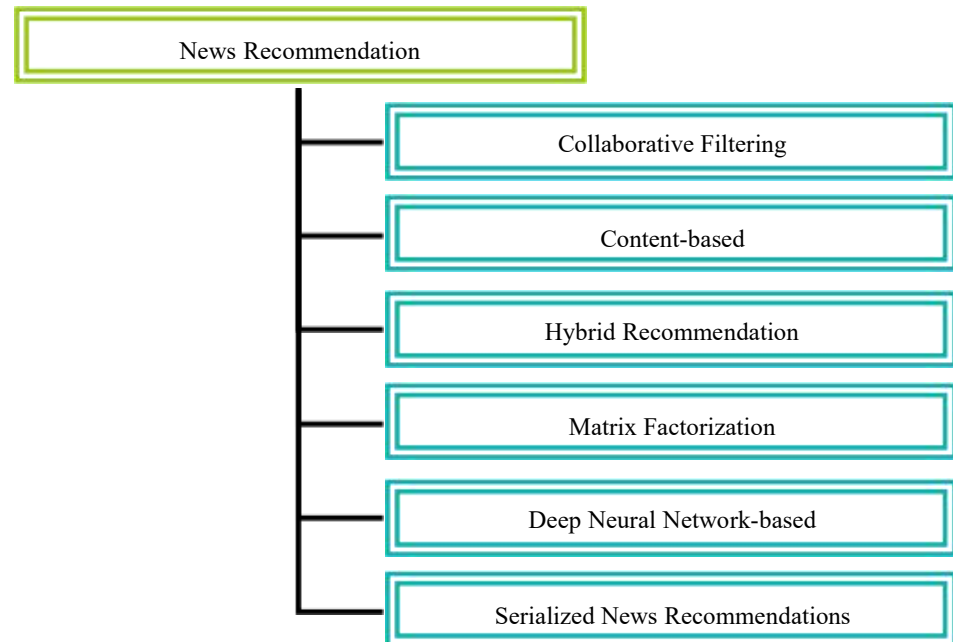 News Recommendation
Collaborative Filtering
Content-based
Hybrid Recommendation
Matrix Factorization
Deep Neural Network-based
Serialized News Recommendations